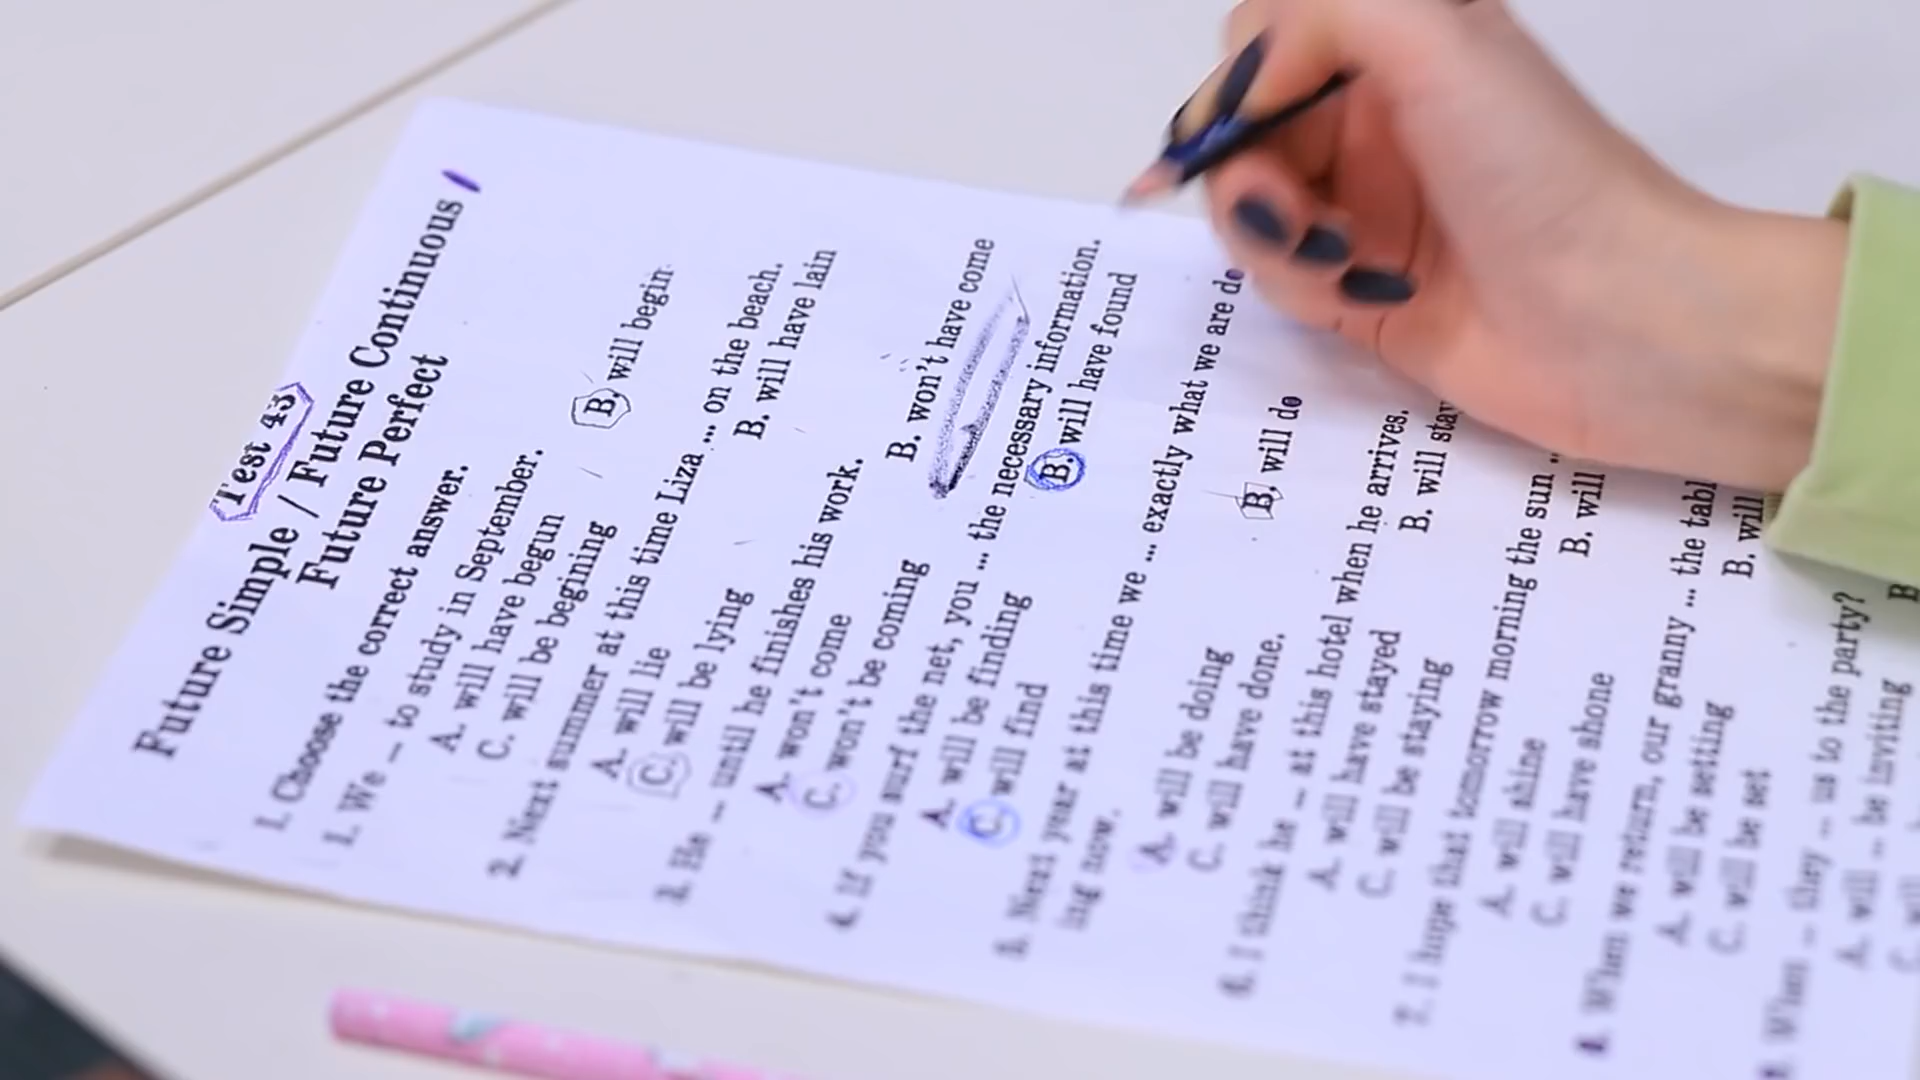 Test 43
Future Simple / Future Continuous /
Future Perfect
1. Choose the correct answer.
1. We – to study in September.
A. will have begun B. will begin
C. will be begining
2. Next summer at this time Liza ... on the beach.
A. will lie B. will have lain
C. will be lying
3. He – until he finishes his work.
A. won't come B. won't have come
C. won't be coming
4. If you surf the net, you ... the necessary information.
A. will be finding B. will have found
C. will find
5. Next year at this time we ... exactly what we are do
ing now.
A. will be doing B. will do
C. will have done.
6. I think he – at this hotel when he arrives.
A. will have stayed B. will stay
C. will be staying
7. I hope that tomorrow morning the sun ..
A. will shine B. will
C. will have shone
8. When we return, our granny ... the tabl
A. will be seting B. will
C. will be set
9. When – they – us to the party?
A. will – be inviting B
C. will